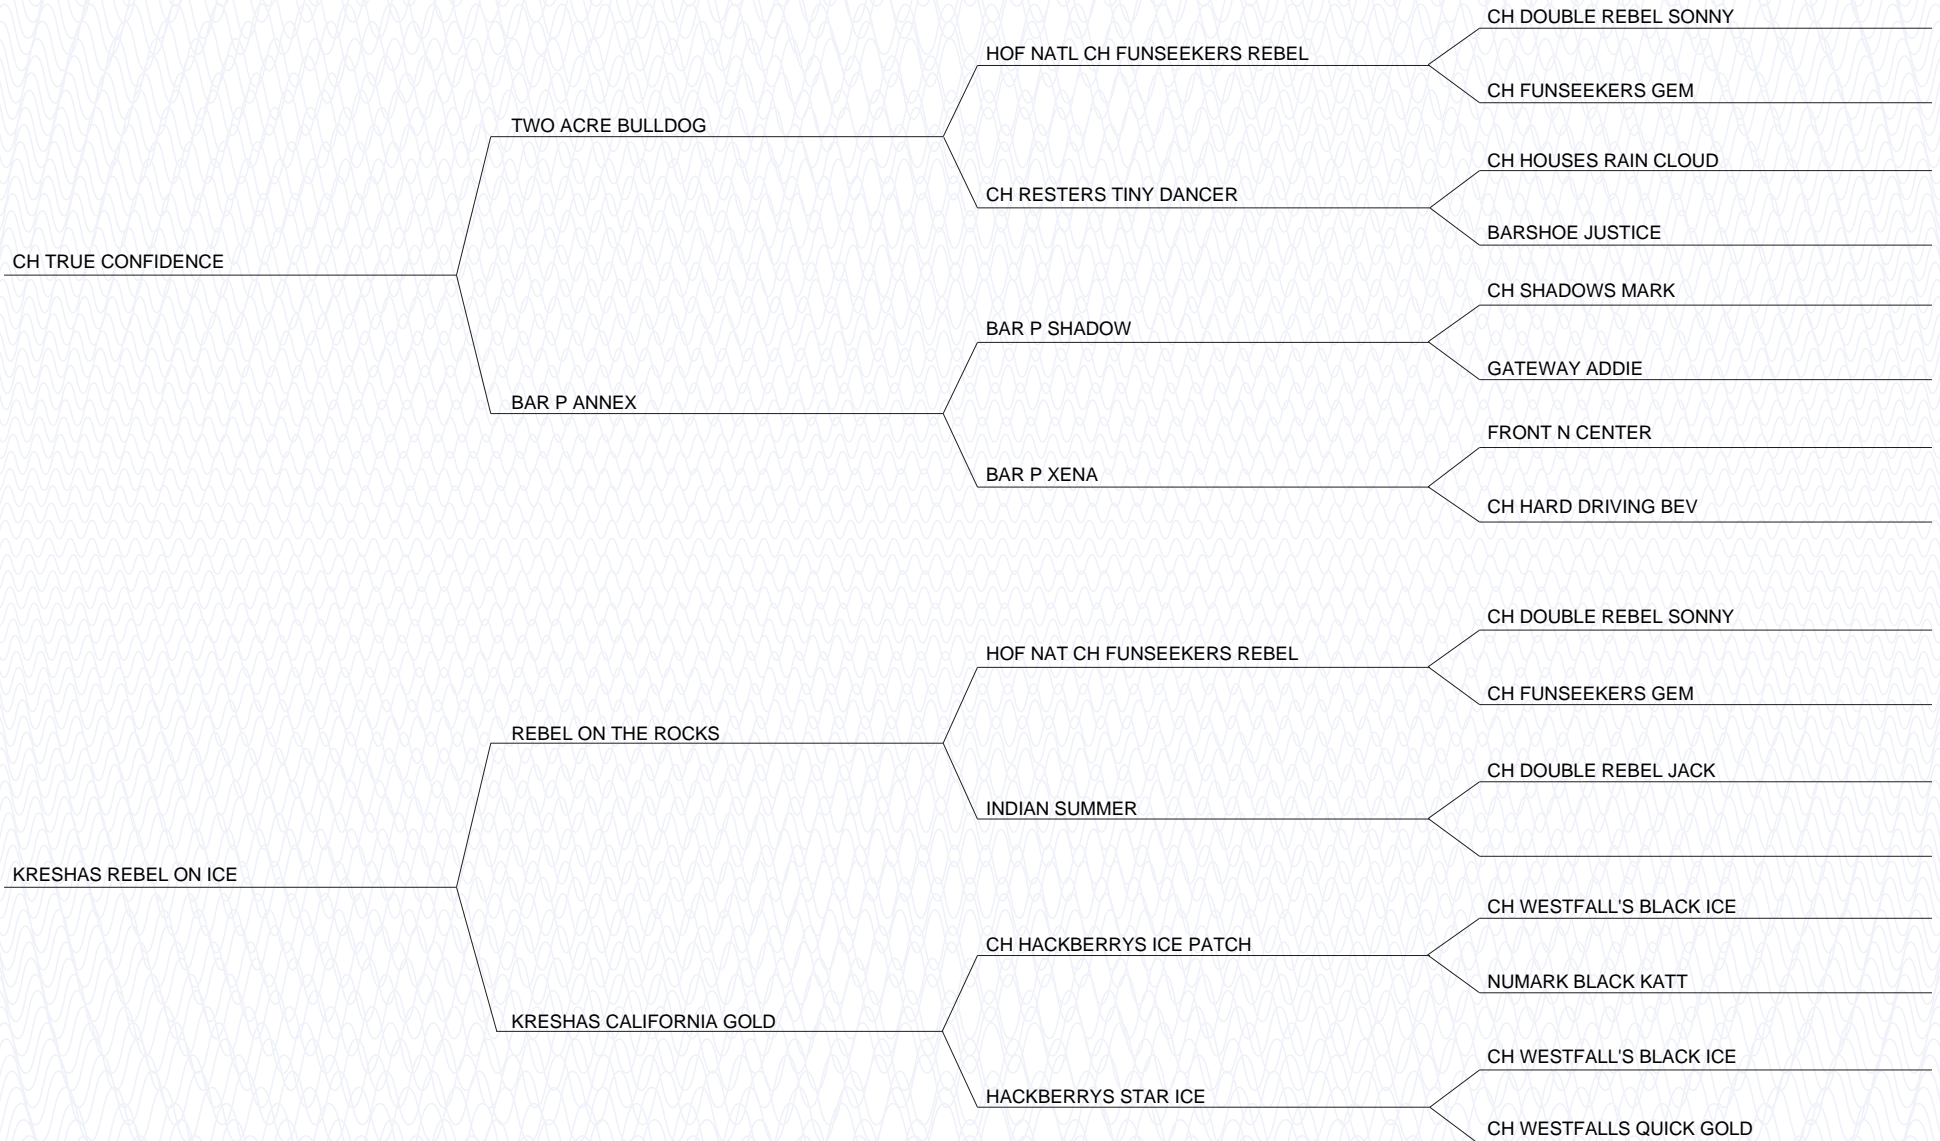 CH DOUBLE REBEL SONNY
HOF NATL CH FUNSEEKERS REBEL
CH FUNSEEKERS GEM
TWO ACRE BULLDOG
CH HOUSES RAIN CLOUD
CH RESTERS TINY DANCER
BARSHOE JUSTICE
CH TRUE CONFIDENCE
CH SHADOWS MARK
BAR P SHADOW
GATEWAY ADDIE
BAR P ANNEX
FRONT N CENTER
BAR P XENA
CH HARD DRIVING BEV
CH DOUBLE REBEL SONNY
HOF NAT CH FUNSEEKERS REBEL
CH FUNSEEKERS GEM
REBEL ON THE ROCKS
CH DOUBLE REBEL JACK
INDIAN SUMMER
KRESHAS REBEL ON ICE
CH WESTFALL'S BLACK ICE
CH HACKBERRYS ICE PATCH
NUMARK BLACK KATT
KRESHAS CALIFORNIA GOLD
CH WESTFALL'S BLACK ICE
HACKBERRYS STAR ICE
CH WESTFALLS QUICK GOLD